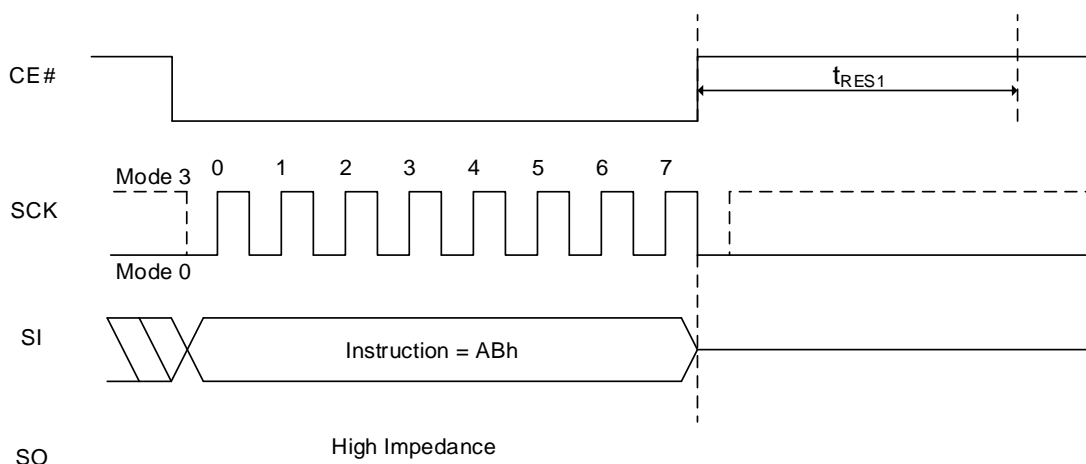 CE#
tRES1
Mode 3
0 1 2 3 4 5 6 7
SCK
Mode 0
SI
Instruction = ABh
High Impedance
SO